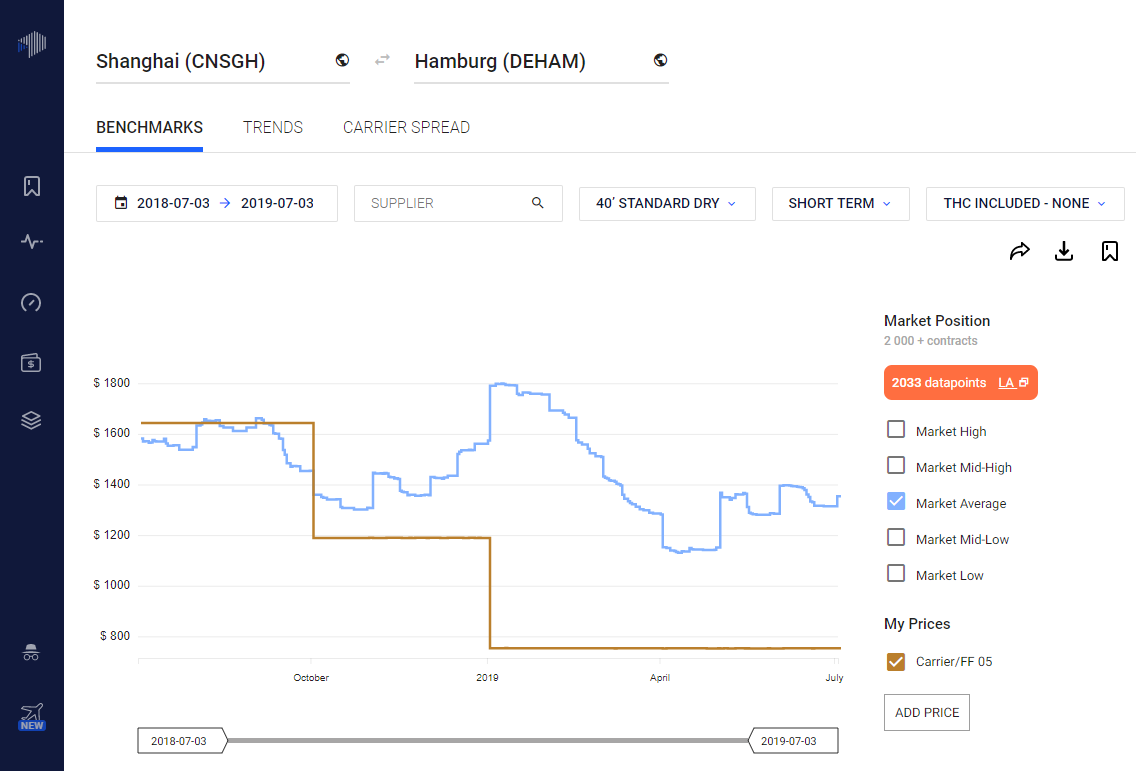 Shanghai (CNSGH)
Hamburg (DEHAM)
BENCHMARKS
TRENDS
CARRIER SPREAD
2018-07-03 → 2019-07-03
SUPPLIER
40’ STANDARD DRY
SHORT TERM
THC INCLUDED - NONE
Market Position
2 000 + contracts
2033 datapoints LA
Market High
Market Mid-High
Market Average
Market Mid-Low
Market Low
My Prices
Carrier/FF 05
ADD PRICE
$ 1800
$ 1600
$ 1400
$ 1200
$ 1000
$ 800
October
2019
April
July
2018-07-03
2019-07-03
NEW